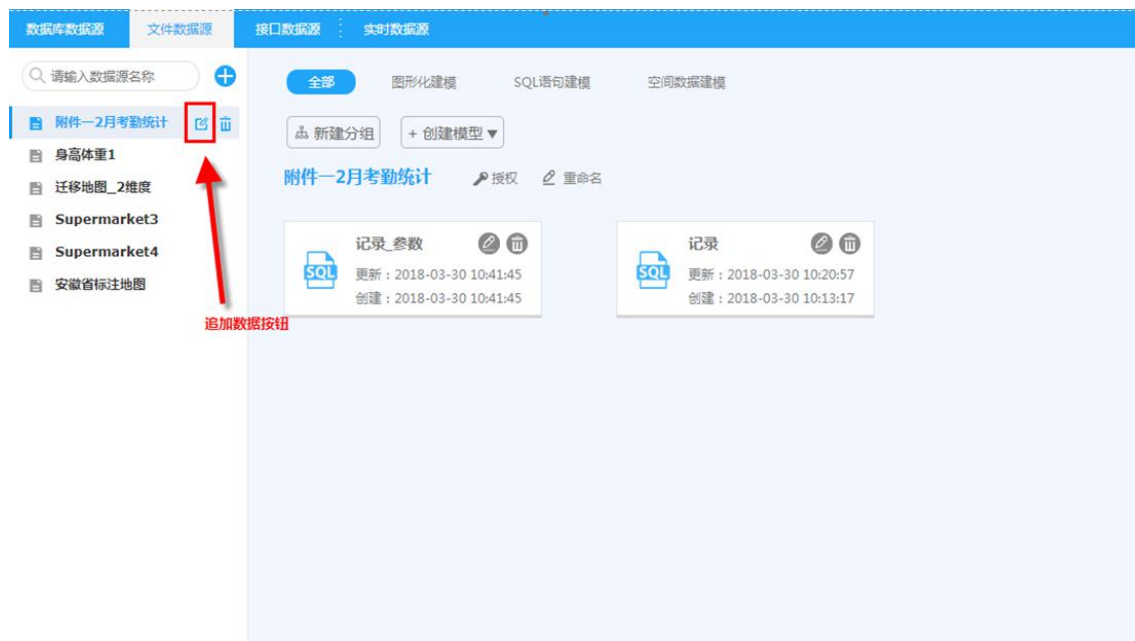 数据库数据源 文件数据源 接口数据源 实时数据源
请输入数据源名称
全部 图形化建模 SQL语句建模 空间数据建模
附件一2月考勤统计
身高体重1
迁移地图_2维度
Supermarket3
Supermarket4
安徽省标注地图
追加数据按钮
新建分组 + 创建模型▼
附件一2月考勤统计 授权 重命名
记录_参数
SQL
更新：2018-03-30 10:41:45
创建：2018-03-30 10:41:45
记录
SQL
更新：2018-03-30 10:20:57
创建：2018-03-30 10:13:17